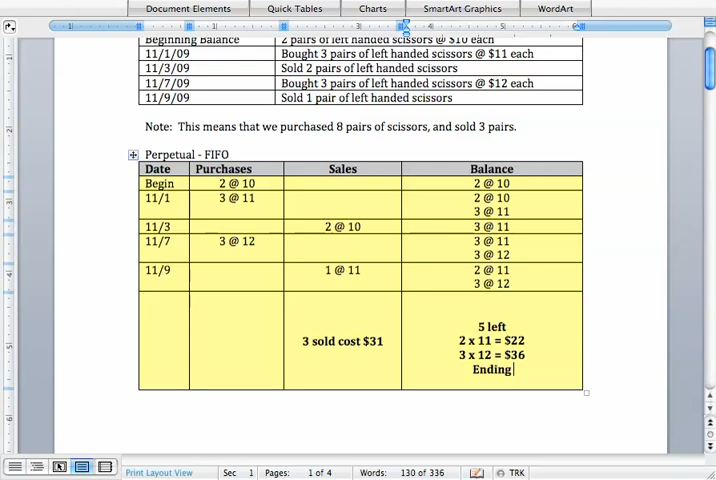 Document Elements Quick Tables Charts SmartArt Graphics WordArt
Beginning Balance 2 pairs of left handed scissors @ $10 each
11/1/09 Bought 3 pairs of left handed scissors @ $11 each
11/3/09 Sold 2 pairs of left handed scissors
11/7/09 Bought 3 pairs of left handed scissors @ $12 each
11/9/09 Sold 1 pair of left handed scissors
Note: This means that we purchased 8 pairs of scissors, and sold 3 pairs.
Perpetual - FIFO
Date Purchases Sales Balance
Begin 2 @ 10 2 @ 10
11/1 3 @ 11 2 @ 10
3 @ 11
11/3 2 @ 10 3 @ 11
11/7 3 @ 12 3 @ 11
3 @ 12
11/9 1 @ 11 2 @ 11
3 @ 12
5 left
3 sold cost $31 2 x 11 = $22
3 x 12 = $36
Ending
Print Layout View Sec 1 Pages: 1 of 4 Words: 130 of 336 TRK